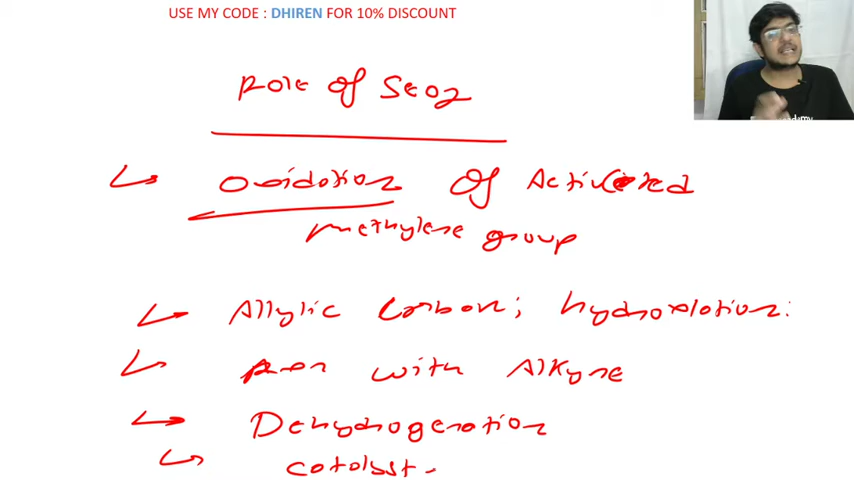 USE MY CODE : DHIREN FOR 10% DISCOUNT
Role of SeO2
Oxidation of Activated
methylene group
Allylic Carbon; hydroxylation:
with Alkyne
Dehydrogenation
catalyst